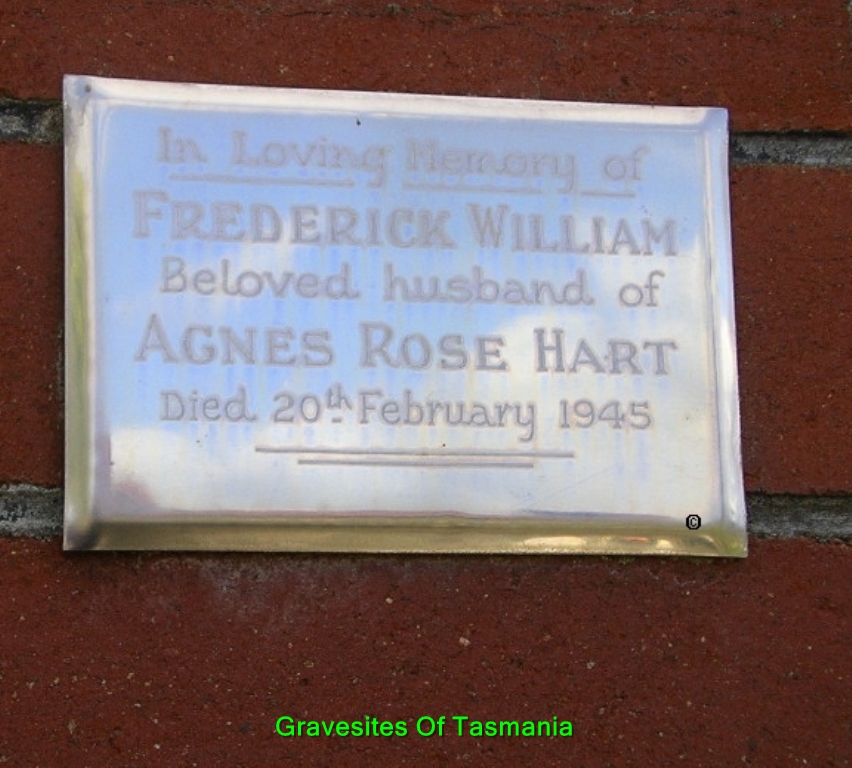 In Loving Memory of
FREDERICK WILLIAM
Beloved husband of
AGNES ROSE HART
Died 20th February 1945
©
Gravesites Of Tasmania